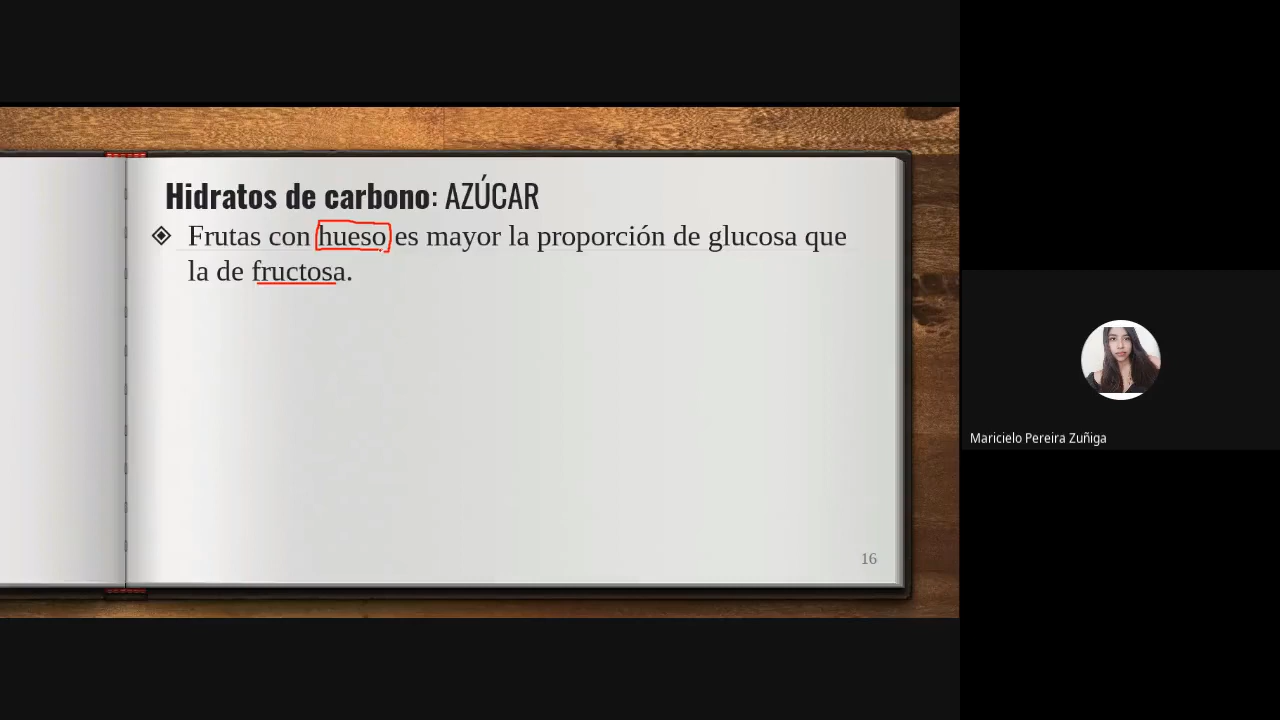 Hidratos de carbono: AZÚCAR
Frutas con hueso es mayor la proporción de glucosa que
la de fructosa.
16
Maricielo Pereira Zuñiga